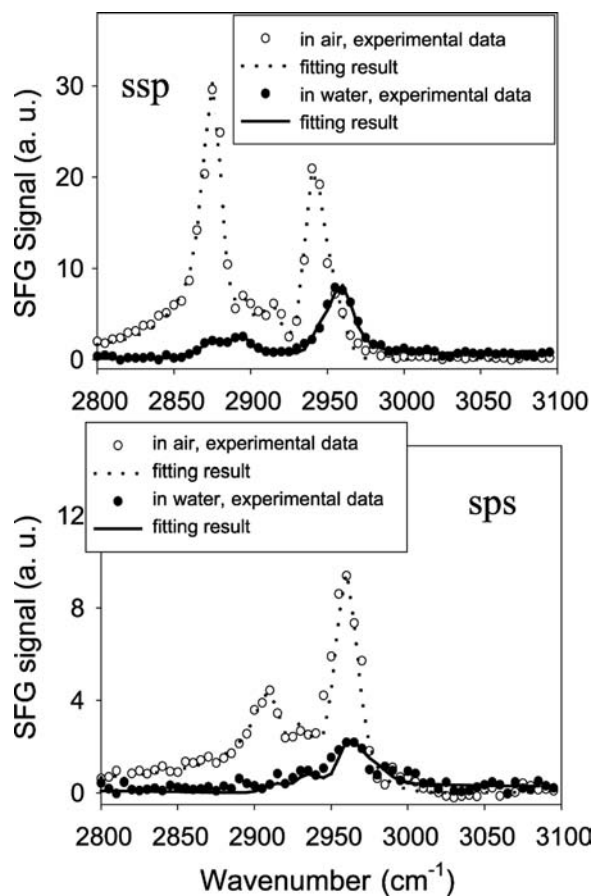 in air, experimental data
fitting result
in water, experimental data
fitting result
ssp
SFG Signal (a. u.)
30
20
10
0
2800 2850 2900 2950 3000 3050 3100
in air, experimental data
fitting result
in water, experimental data
fitting result
sps
SFG signal (a. u.)
12
8
4
0
2800 2850 2900 2950 3000 3050 3100
Wavenumber (cm⁻¹)